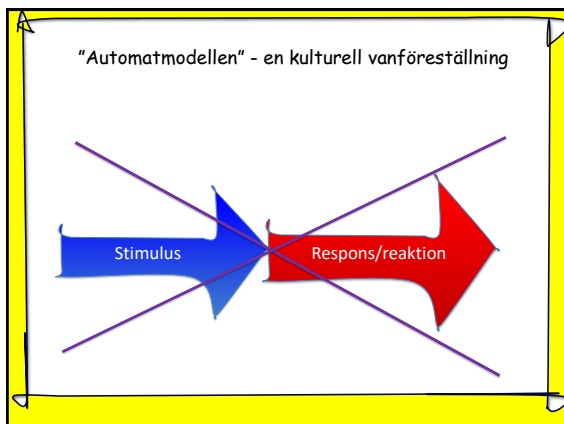 ”Automatmodellen” - en kulturell vanföreställning
Stimulus
Respons/reaktion